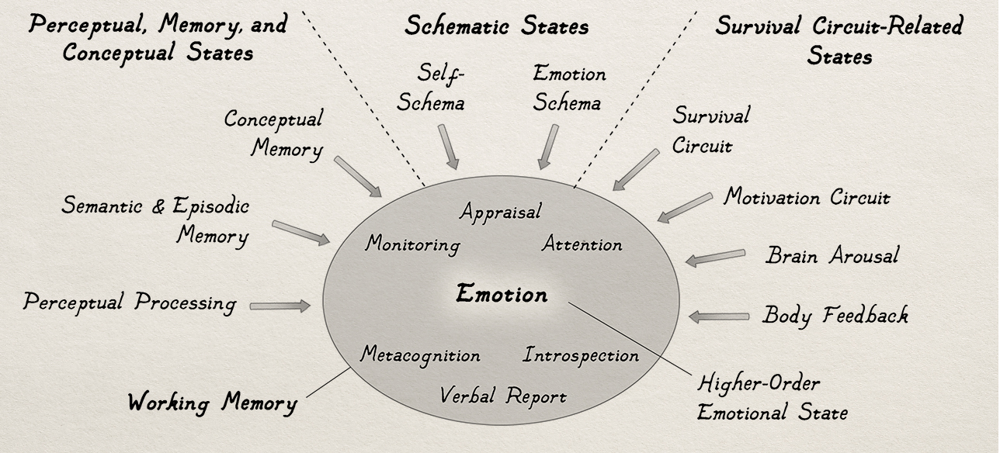 Perceptual, Memory, and
Conceptual States
Schematic States
Survival Circuit-Related
States
Self-
Schema
Emotion
Schema
Conceptual
Memory
Survival
Circuit
Semantic & Episodic
Memory
Motivation Circuit
Appraisal
Monitoring
Attention
Brain Arousal
Perceptual Processing
Emotion
Body Feedback
Metacognition
Introspection
Verbal Report
Working Memory
Higher-Order
Emotional State